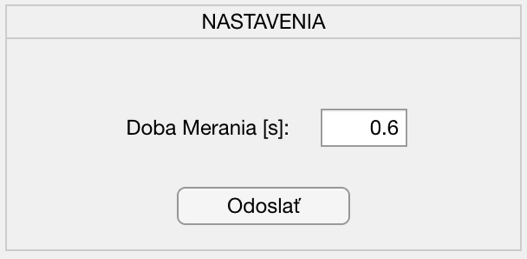 NASTAVENIA
Doba Merania [s]: 0.6
Odoslať